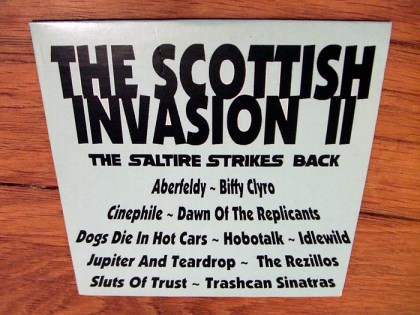 THE SCOTTISH
INVASION II
THE SALTIRE STRIKES BACK
Aberfeldy ~ Biffy Clyro
Cinephile ~ Dawn Of The Replicants
Dogs Die In Hot Cars ~ Hobotalk ~ Idlewild
Jupiter And Teardrop ~ The Rezillos
Sluts Of Trust ~ Trashcan Sinatras